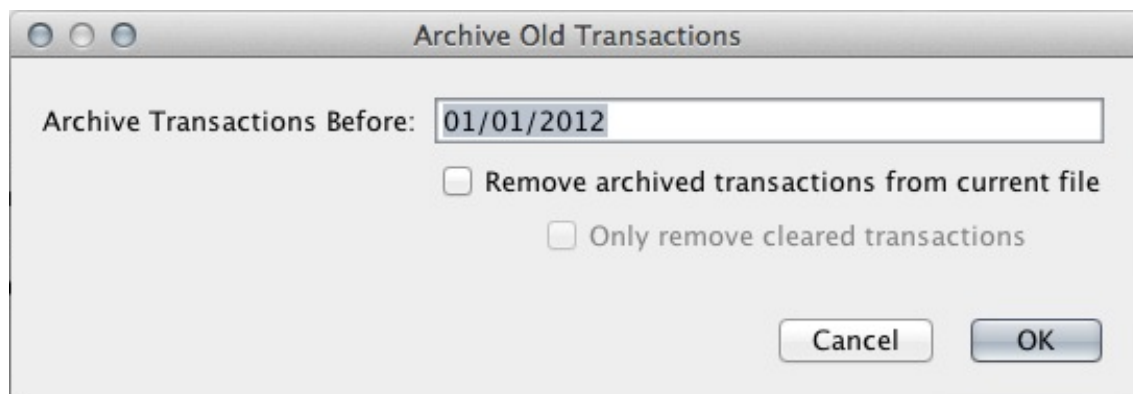 Archive Old Transactions
Archive Transactions Before: 01/01/2012
Remove archived transactions from current file
Only remove cleared transactions
Cancel OK